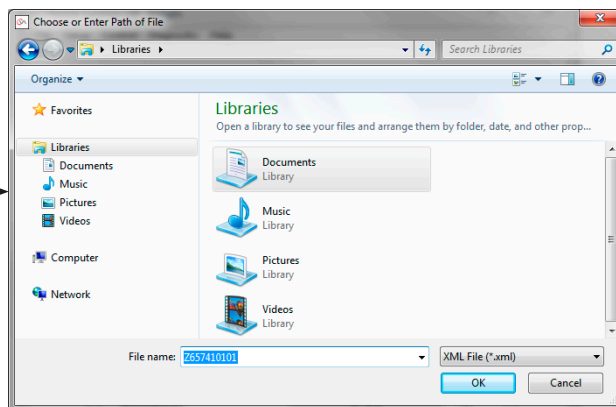 Choose or Enter Path of File
Libraries
Search Libraries
Organize
Favorites
Libraries
Documents
Music
Pictures
Videos
Computer
Network
Libraries
Open a library to see your files and arrange them by folder, date, and other prop...
Documents
Library
Music
Library
Pictures
Library
Videos
Library
File name: Z657410101 XML File (*.xml)
OK Cancel